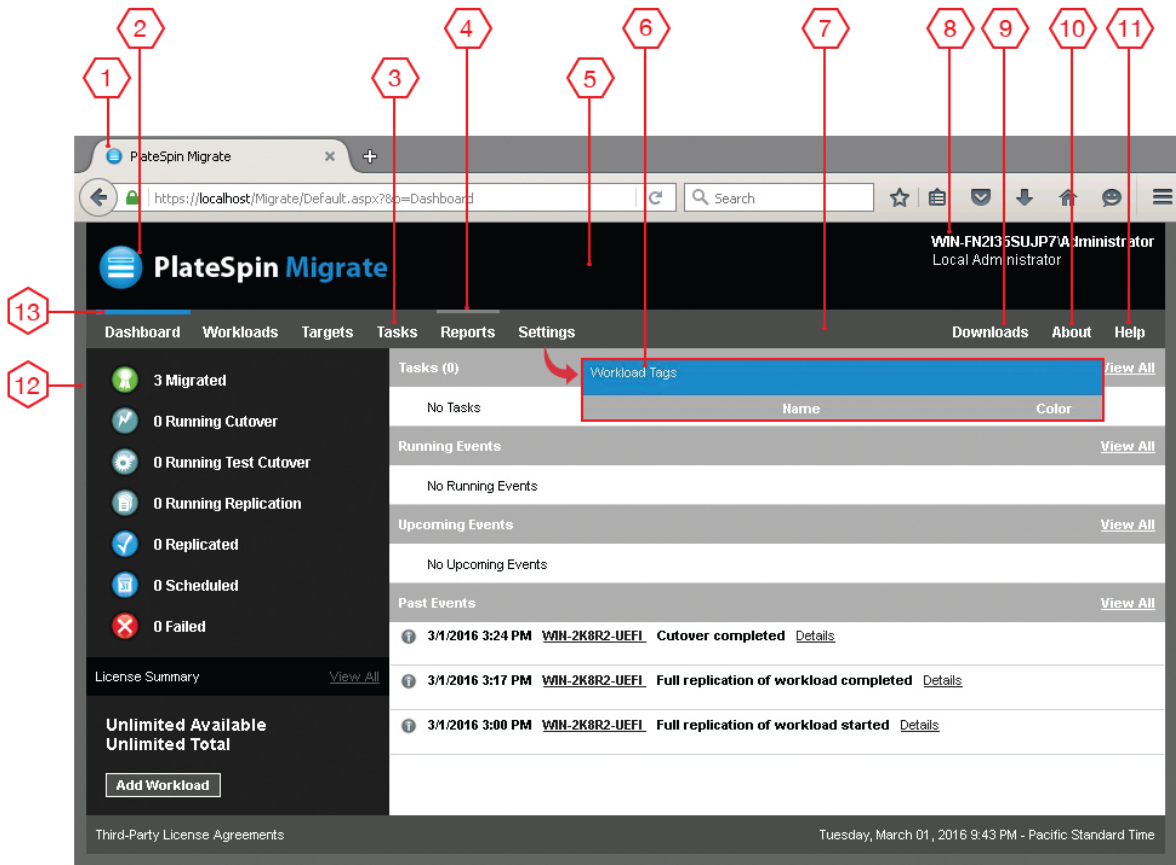 2 4 6 7 8 9 10 11
1 3 5
PlateSpin Migrate
https://localhost/Migrate/Default.aspx?&p=Dashboard
Search
PlateSpin Migrate
WIN-FN2I35SUJP7\Administrator
Local Administrator
13
Dashboard Workloads Targets Tasks Reports Settings Downloads About Help
12
3 Migrated
0 Running Cutover
0 Running Test Cutover
0 Running Replication
0 Replicated
0 Scheduled
0 Failed
License Summary View All
Unlimited Available
Unlimited Total
Add Workload
Tasks (0) View All
Workload Tags
Name Color
No Tasks
Running Events View All
No Running Events
Upcoming Events View All
No Upcoming Events
Past Events View All
3/1/2016 3:24 PM WIN-2K8R2-UEFI Cutover completed Details
3/1/2016 3:17 PM WIN-2K8R2-UEFI Full replication of workload completed Details
3/1/2016 3:00 PM WIN-2K8R2-UEFI Full replication of workload started Details
Third-Party License Agreements Tuesday, March 01, 2016 9:43 PM - Pacific Standard Time